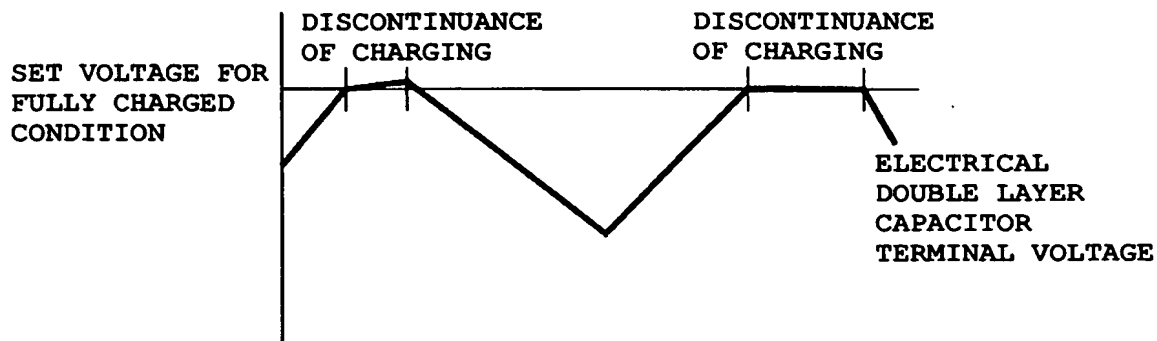 DISCONTINUANCE
OF CHARGING
DISCONTINUANCE
OF CHARGING
SET VOLTAGE FOR
FULLY CHARGED
CONDITION
ELECTRICAL
DOUBLE LAYER
CAPACITOR
TERMINAL VOLTAGE